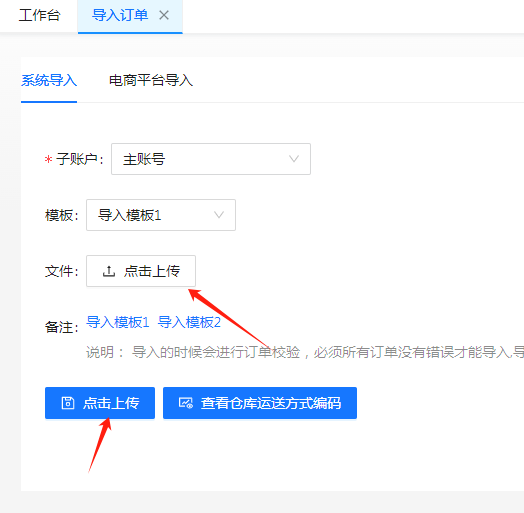 工作台 导入订单
系统导入 电商平台导入
* 子账户： 主账号
模板： 导入模板1
文件： 点击上传
备注： 导入模板1 导入模板2
说明： 导入的时候会进行订单校验，必须所有订单没有错误才能导入.导
点击上传 查看仓库运送方式编码